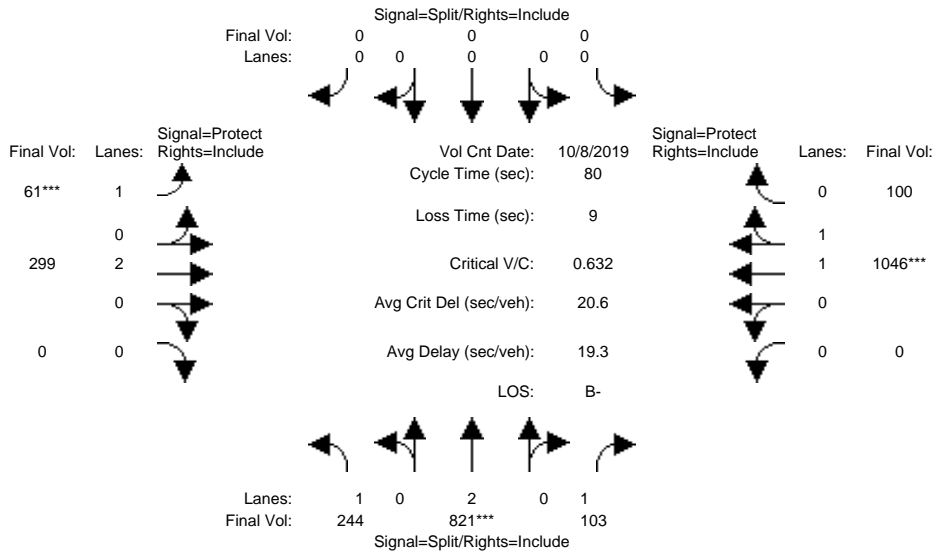 Signal=Split/Rights=Include
Final Vol: 0 0 0
Lanes: 0 0 0 0 0
Signal=Protect Signal=Protect
Final Vol: Lanes: Rights=Include Vol Cnt Date: 10/8/2019 Rights=Include Lanes: Final Vol:
Cycle Time (sec): 80
61*** 1 0 100
Loss Time (sec): 9
0 1
299 2 Critical V/C: 0.632 1 1046***
0 Avg Crit Del (sec/veh): 20.6 0
0 0 Avg Delay (sec/veh): 19.3 0 0
LOS: B-
Lanes: 1 0 2 0 1
Final Vol: 244 821*** 103
Signal=Split/Rights=Include